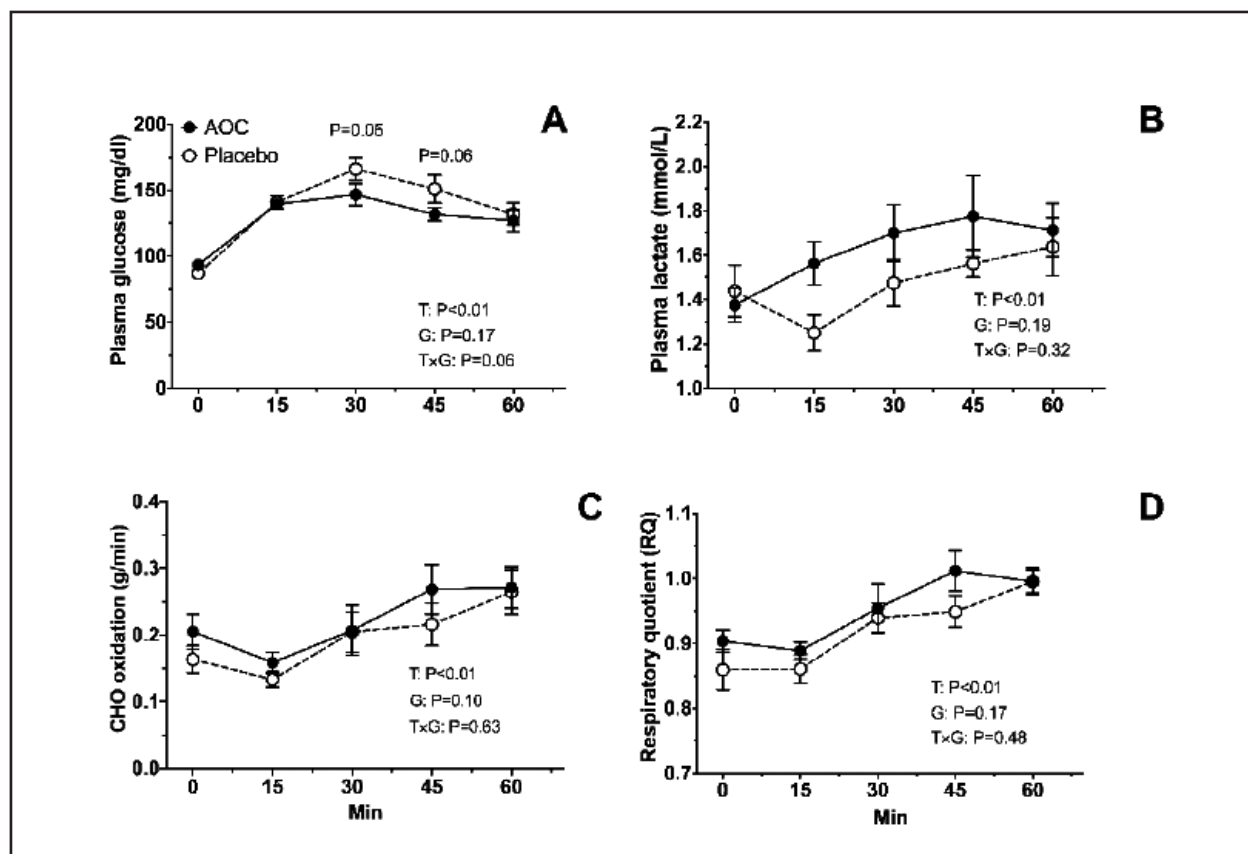 A
Plasma glucose (mg/dl)
200
150
100
50
0
AOC
Placebo
P=0.05
P=0.06
T: P<0.01
G: P=0.17
T×G: P=0.06
0 15 30 45 60
B
Plasma lactate (mmol/L)
2.2
2.0
1.8
1.6
1.4
1.2
1.0
T: P<0.01
G: P=0.19
T×G: P=0.32
0 15 30 45 60
C
CHO oxidation (g/min)
0.4
0.3
0.2
0.1
0.0
T: P<0.01
G: P=0.10
T×G: P=0.63
0 15 30 45 60
Min
D
Respiratory quotient (RQ)
1.1
1.0
0.9
0.8
0.7
T: P<0.01
G: P=0.17
T×G: P=0.48
0 15 30 45 60
Min